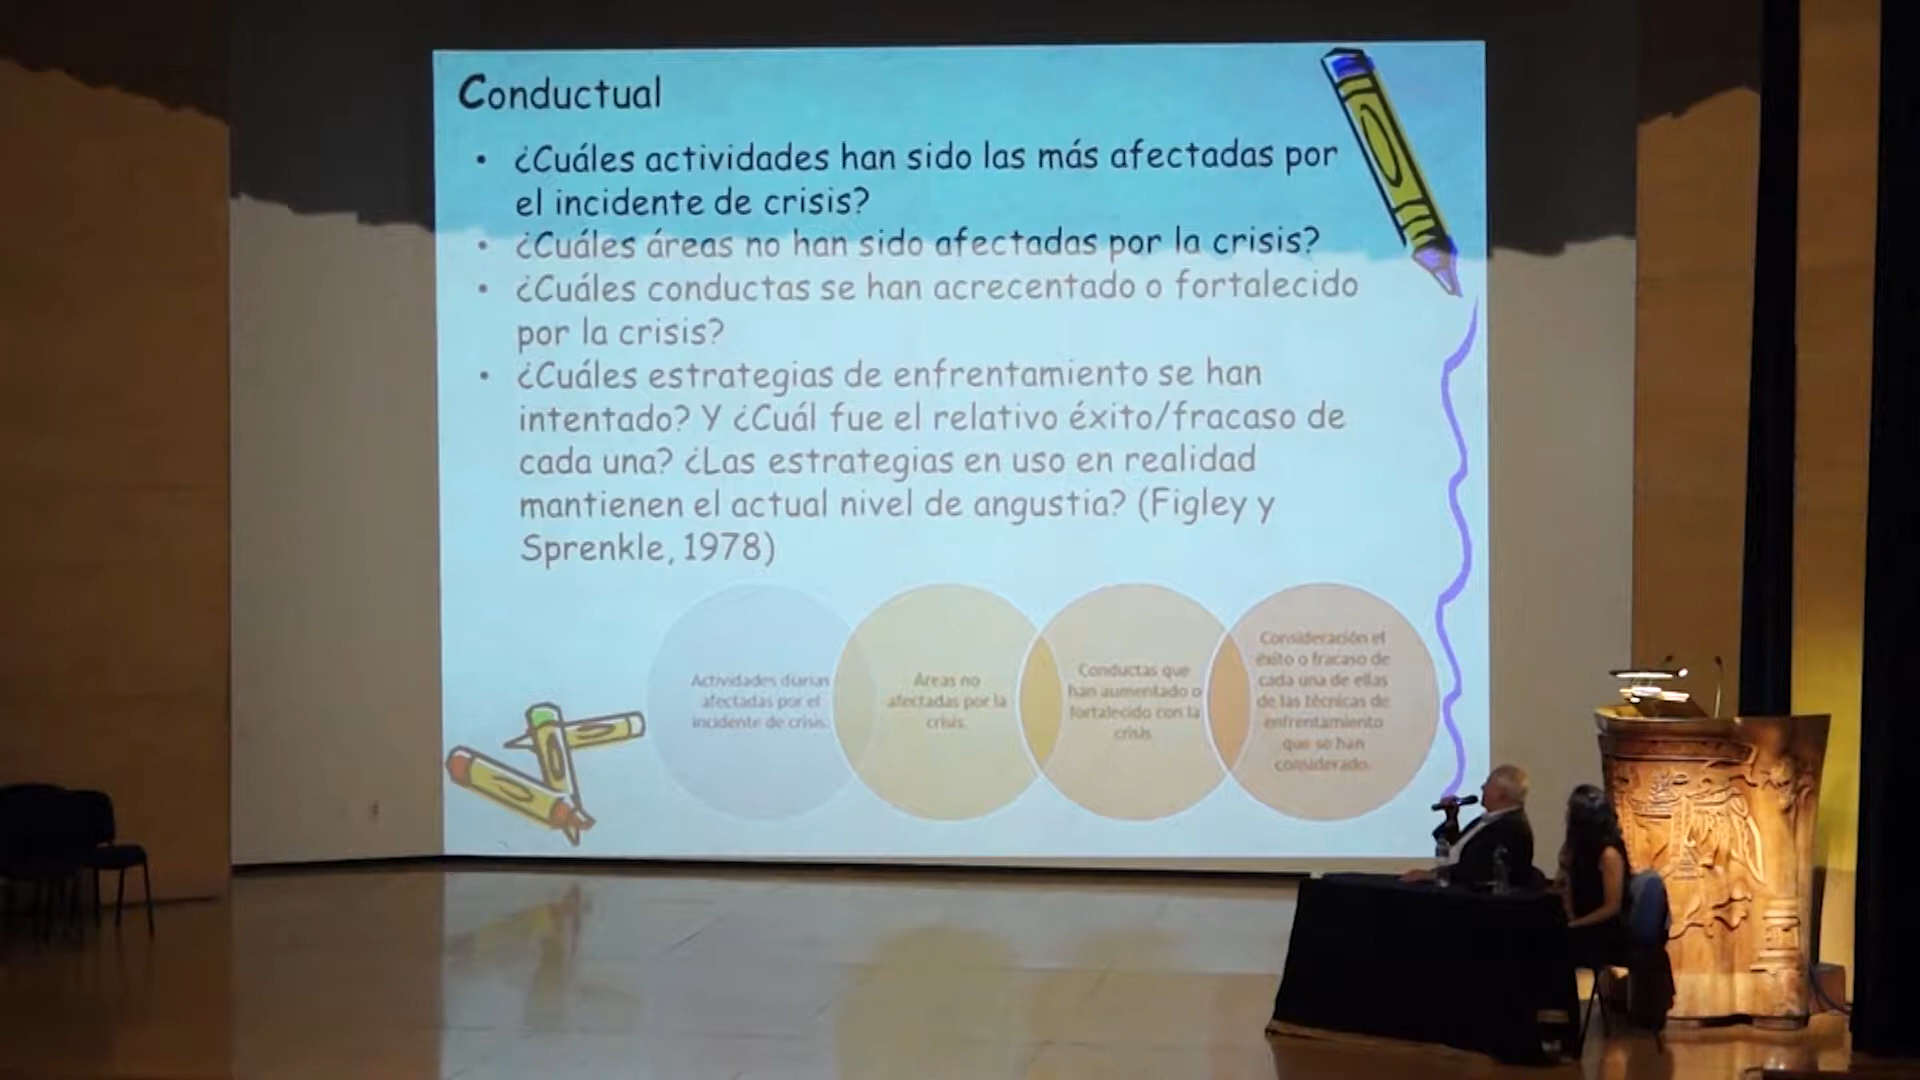 Conductual
• ¿Cuáles actividades han sido las más afectadas por
el incidente de crisis?
• ¿Cuáles áreas no han sido afectadas por la crisis?
• ¿Cuáles conductas se han acrecentado o fortalecido
por la crisis?
• ¿Cuáles estrategias de enfrentamiento se han
intentado? Y ¿Cuál fue el relativo éxito/fracaso de
cada una? ¿Las estrategias en uso en realidad
mantienen el actual nivel de angustia? (Figley y
Sprenkle, 1978)
Actividades diarias
afectadas por el
incidente de crisis.
Áreas no
afectadas por la
crisis.
Conductas que
han aumentado o
fortalecido con la
crisis.
Consideración el
éxito o fracaso de
cada una de ellas
de las técnicas de
enfrentamiento
que se han
considerado.